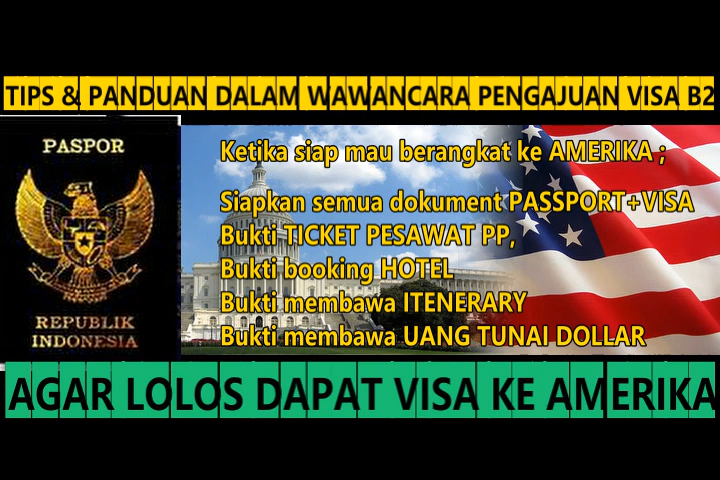 TIPS & PANDUAN DALAM WAWANCARA PENGAJUAN VISA B2
PASPOR
REPUBLIK
INDONESIA
Ketika siap mau berangkat ke AMERIKA ;
Siapkan semua dokument PASSPORT+VISA
Bukti TICKET PESAWAT PP,
Bukti booking HOTEL
Bukti membawa ITENERARY
Bukti membawa UANG TUNAI DOLLAR
AGAR LOLOS DAPAT VISA KE AMERIKA